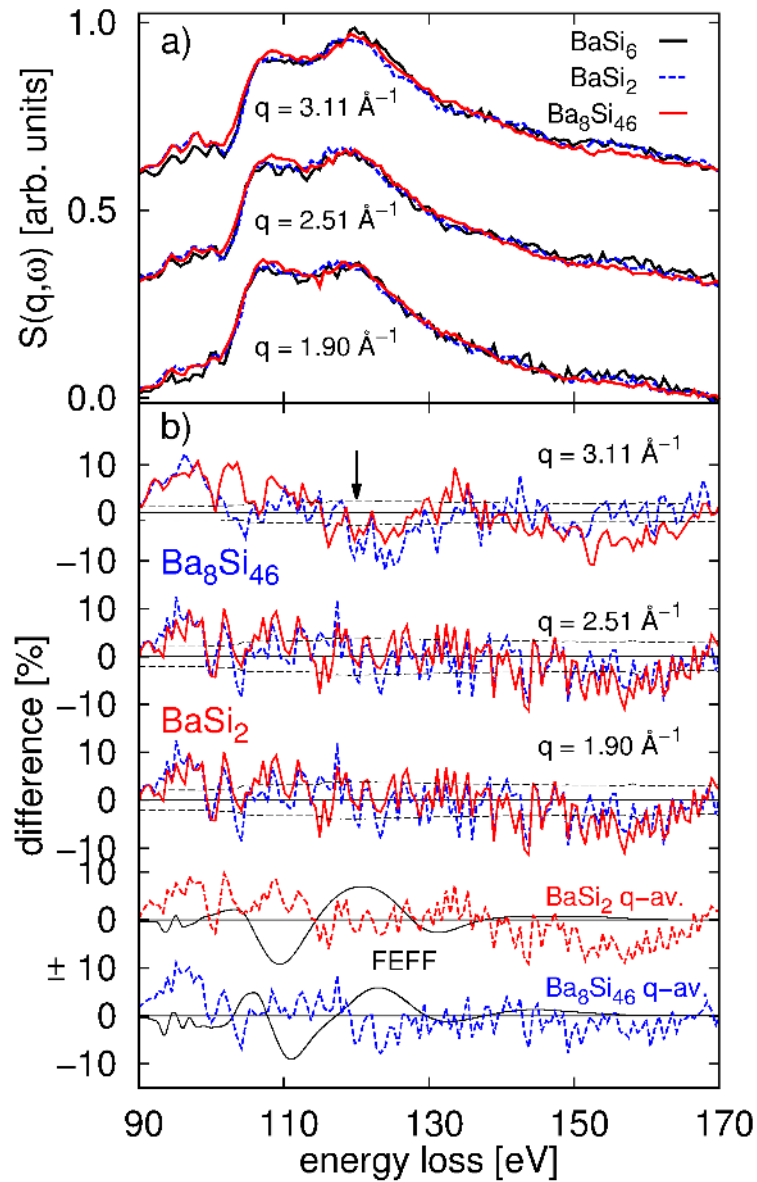 a)
BaSi6
BaSi2
Ba8Si46
1.0
0.5
0.0
S(q,ω) [arb. units]
q = 3.11 Å−1
q = 2.51 Å−1
q = 1.90 Å−1
b)
q = 3.11 Å−1
10
0
−10
Ba8Si46
q = 2.51 Å−1
10
0
−10
BaSi2
q = 1.90 Å−1
10
0
−10
difference [%]
10
0
BaSi2 q−av.
FEFF
10
0
−10
Ba8Si46 q−av.
90 110 130 150 170
energy loss [eV]